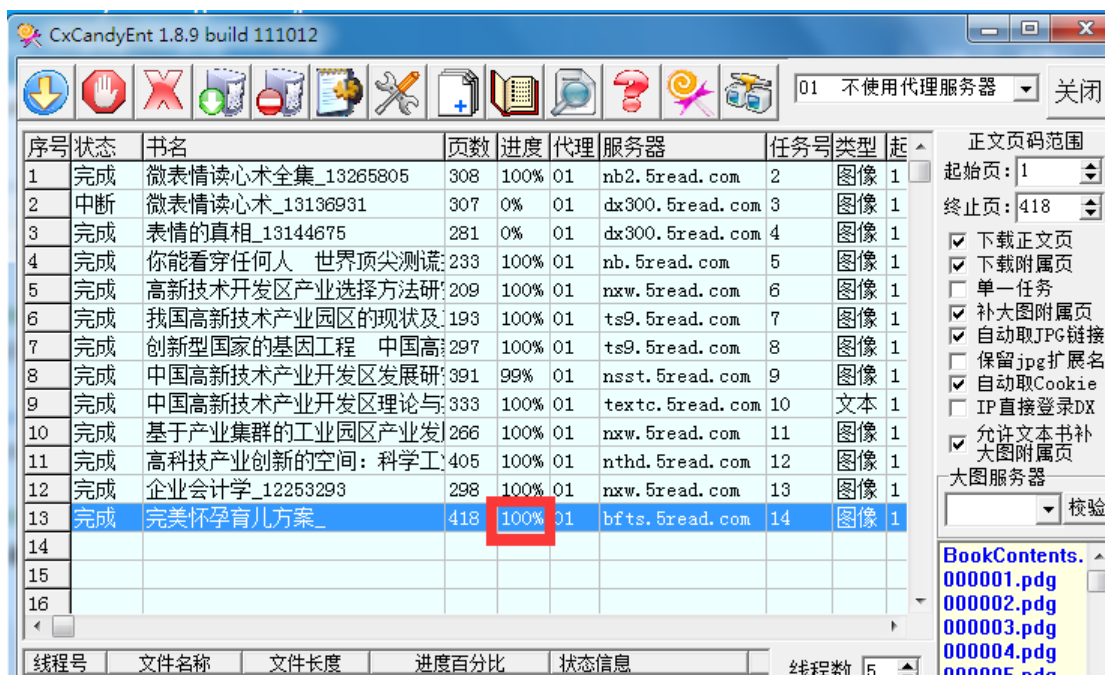 CxCandyEnt 1.8.9 build 111012
01 不使用代理服务器 关闭
序号 状态 书名 页数 进度 代理 服务器 任务号 类型 起
1 完成 微表情读心术全集_13265805 308 100% 01 nb2.5read.com 2 图像 1
2 中断 微表情读心术_13136931 307 0% 01 dx300.5read.com 3 图像 1
3 完成 表情的真相_13144675 281 0% 01 dx300.5read.com 4 图像 1
4 完成 你能看穿任何人 世界顶尖测谎 233 100% 01 nb.5read.com 5 图像 1
5 完成 高新技术开发区产业选择方法研 209 100% 01 nxw.5read.com 6 图像 1
6 完成 我国高新技术产业园区的现状及 193 100% 01 ts9.5read.com 7 图像 1
7 完成 创新型国家的基因工程 中国高 297 100% 01 ts9.5read.com 8 图像 1
8 完成 中国高新技术产业开发区发展研 391 99% 01 nsst.5read.com 9 图像 1
9 完成 中国高新技术产业开发区理论与 333 100% 01 textc.5read.com 10 文本 1
10 完成 基于产业集群的工业园区产业发 266 100% 01 nxw.5read.com 11 图像 1
11 完成 高科技产业创新的空间：科学工 405 100% 01 nthd.5read.com 12 图像 1
12 完成 企业会计学_12253293 298 100% 01 nxw.5read.com 13 图像 1
13 完成 完美怀孕育儿方案_ 418 100% 01 bfts.5read.com 14 图像 1
14
15
16
正文页码范围
起始页: 1
终止页: 418
下载正文页
下载附属页
单一任务
补大图附属页
自动取JPG链接
保留jpg扩展名
自动取Cookie
IP直接登录DX
允许文本书补
大图附属页
大图服务器
校验
BookContents.
000001.pdg
000002.pdg
000003.pdg
000004.pdg
000005.pdg
线程号 文件名称 文件长度 进度百分比 状态信息
线程数 5